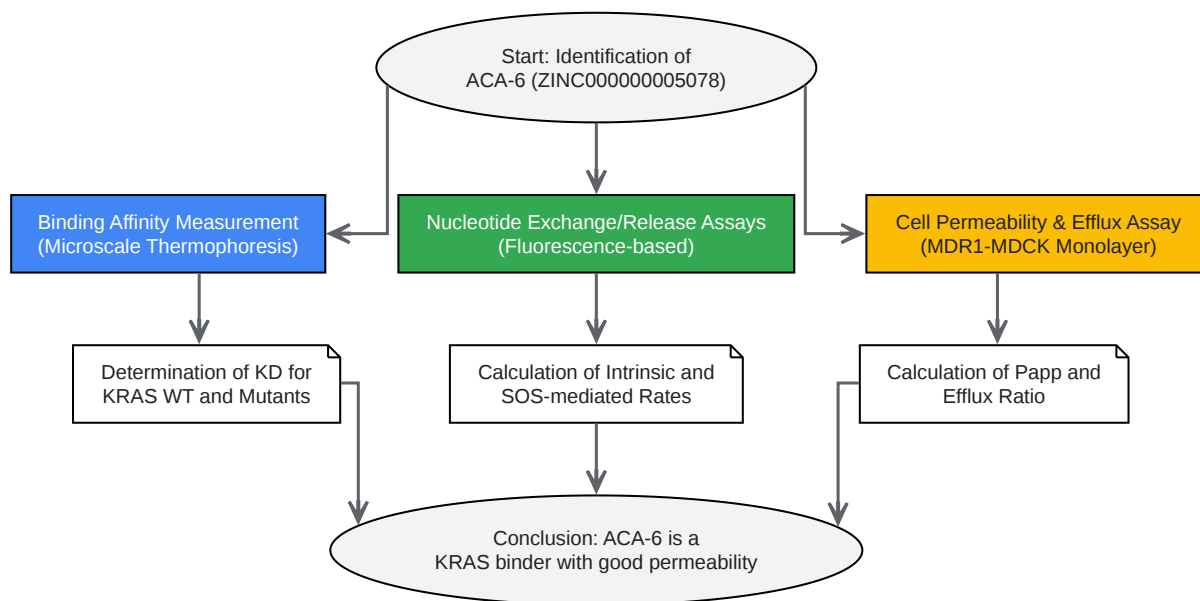 Start: Identification of
ACA-6 (ZINC000000005078)
Binding Affinity Measurement
(Microscale Thermophoresis)
Nucleotide Exchange/Release Assays
(Fluorescence-based)
Cell Permeability & Efflux Assay
(MDR1-MDCK Monolayer)
Determination of KD for
KRAS WT and Mutants
Calculation of Intrinsic and
SOS-mediated Rates
Calculation of Papp and
Efflux Ratio
Conclusion: ACA-6 is a
KRAS binder with good permeability